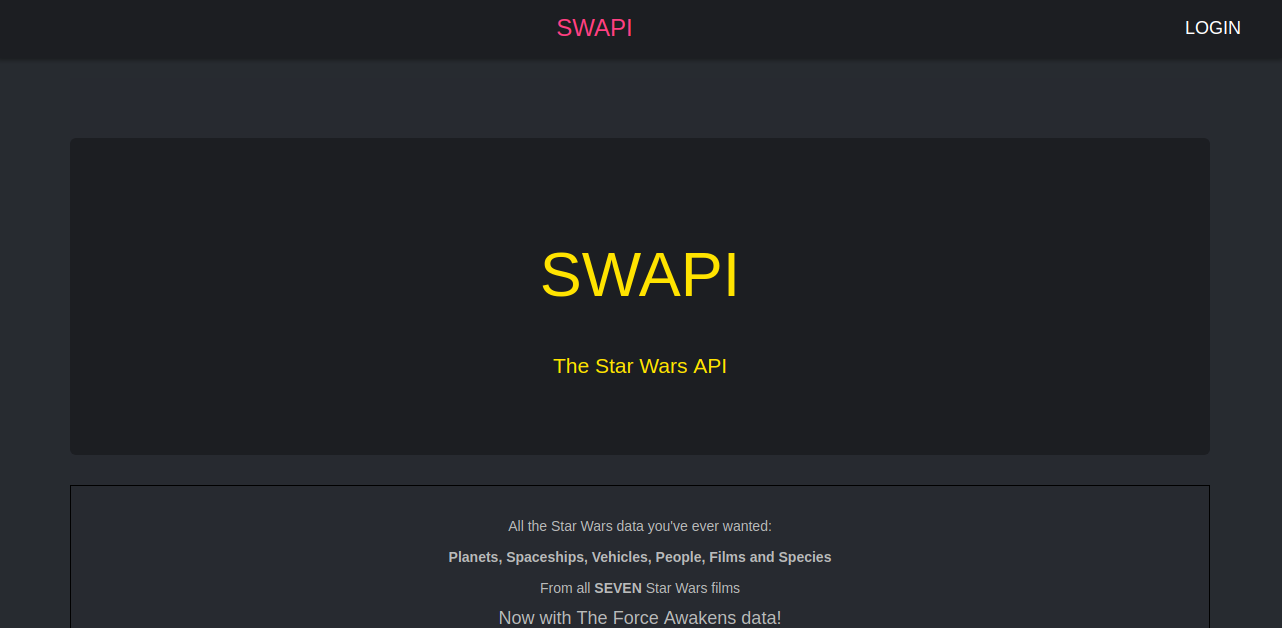 SWAPI
LOGIN
SWAPI
The Star Wars API
All the Star Wars data you've ever wanted:
Planets, Spaceships, Vehicles, People, Films and Species
From all SEVEN Star Wars films
Now with The Force Awakens data!